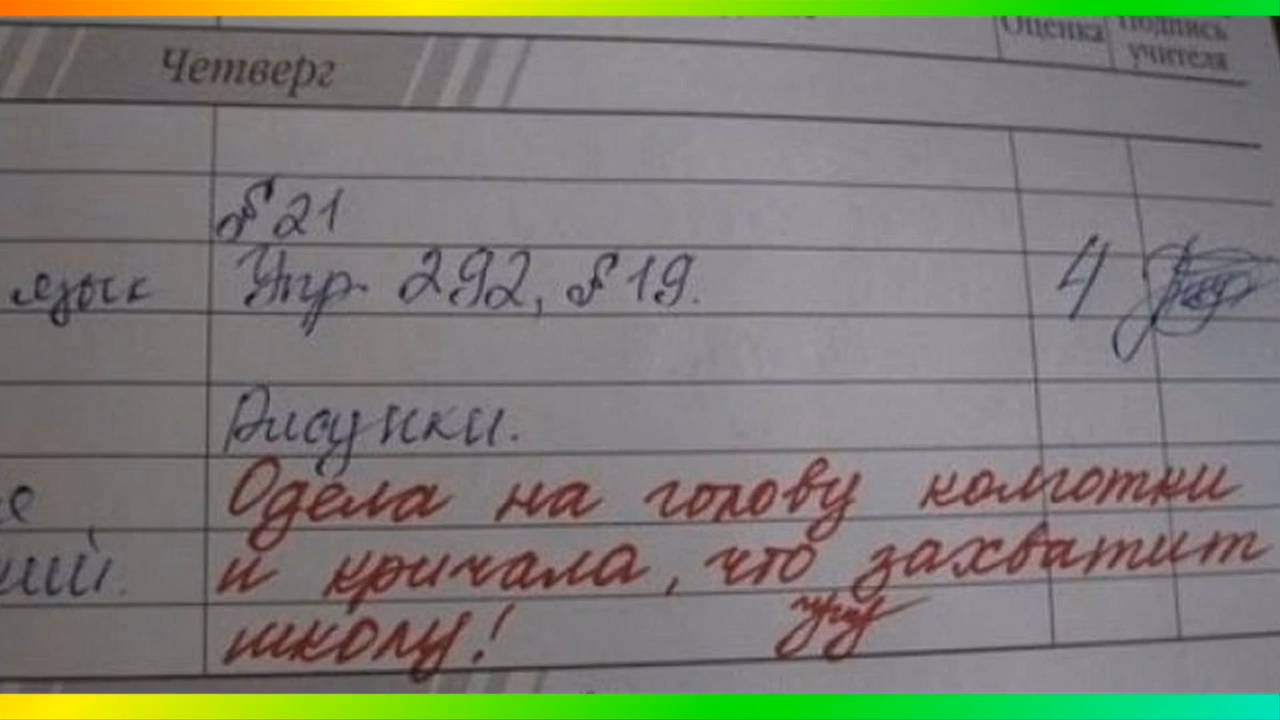 Оценка Подпись учителя
Четверг
§ 21
язык Упр. 292, § 19. 4
Рисунки.
Одела на голову колготки
и кричала, что захватит
школу!